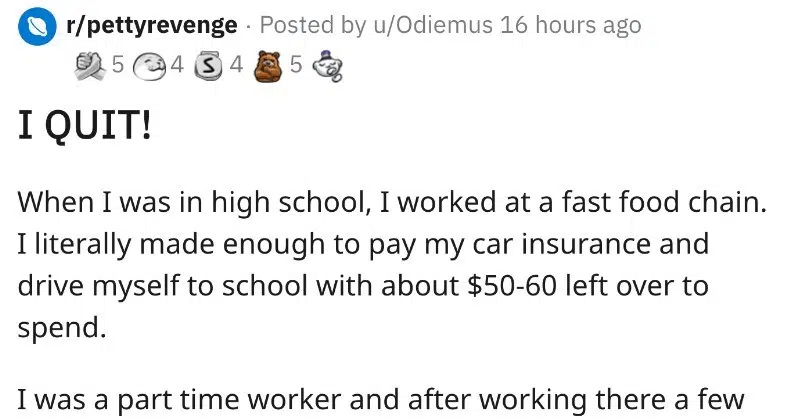 r/pettyrevenge · Posted by u/Odiemus 16 hours ago
5 4 S 4 5
I QUIT!
When I was in high school, I worked at a fast food chain.
I literally made enough to pay my car insurance and
drive myself to school with about $50-60 left over to
spend.
I was a part time worker and after working there a few